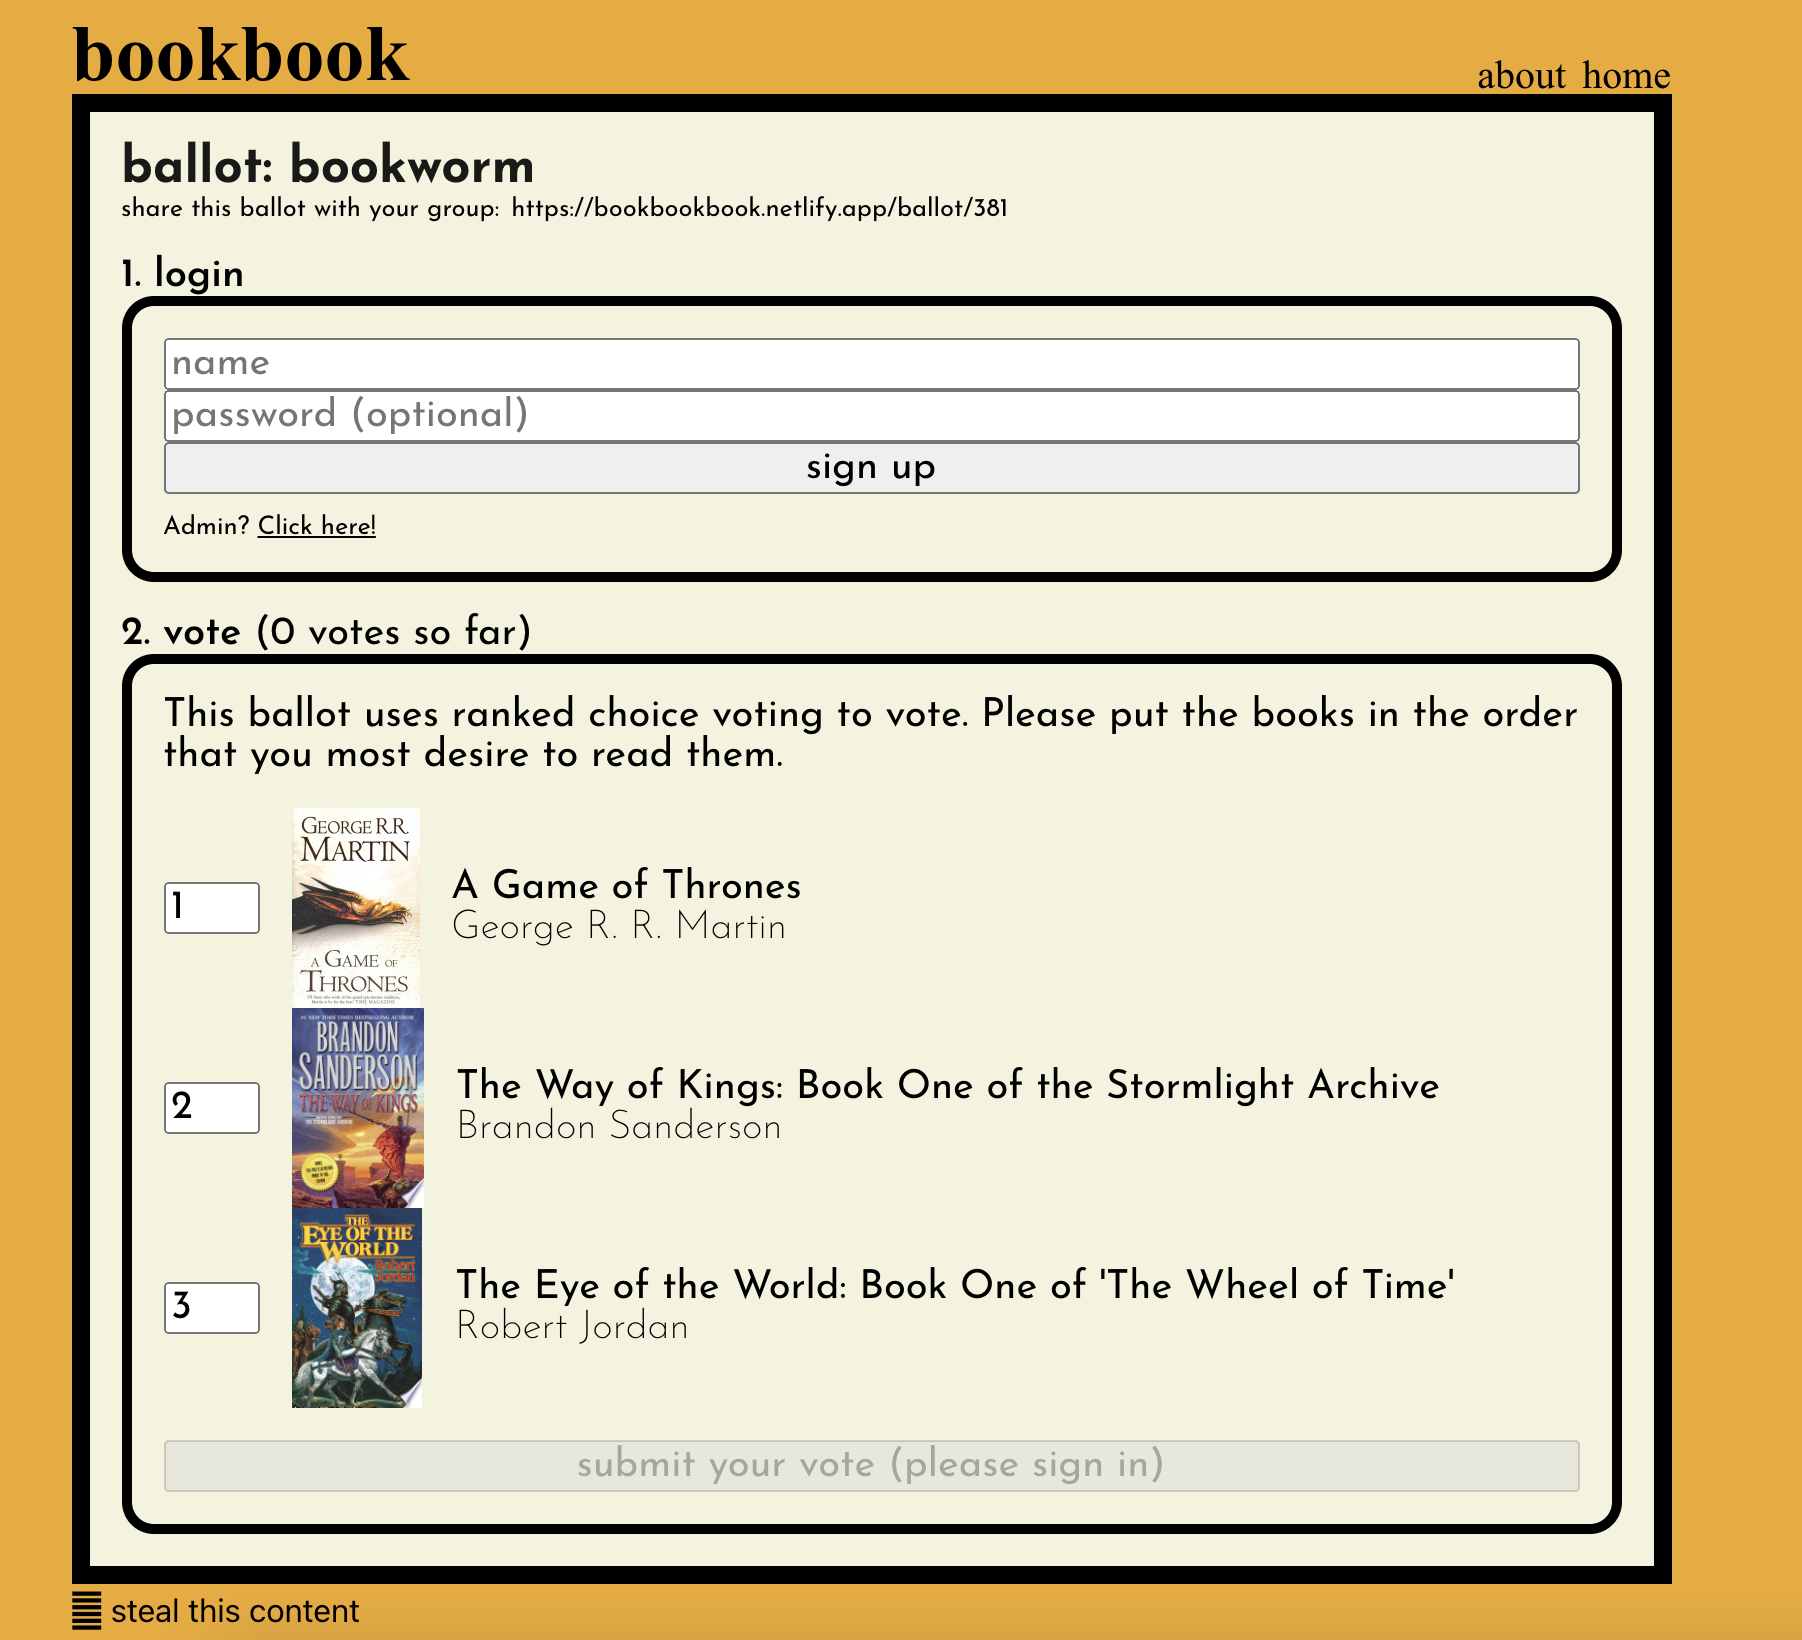 bookbook
about home
ballot: bookworm
share this ballot with your group: https://bookbookbook.netlify.app/ballot/381
1. login
name
password (optional)
sign up
Admin? Click here!
2. vote (0 votes so far)
This ballot uses ranked choice voting to vote. Please put the books in the order
that you most desire to read them.
GEORGE R.R.
MARTIN
A GAME OF
THRONES
1
A Game of Thrones
George R. R. Martin
#1 NEW YORK TIMES BESTSELLING AUTHOR
BRANDON
SANDERSON
THE WAY OF KINGS
2
The Way of Kings: Book One of the Stormlight Archive
Brandon Sanderson
THE
EYE OF THE
WORLD
Robert
Jordan
3
The Eye of the World: Book One of 'The Wheel of Time'
Robert Jordan
submit your vote (please sign in)
steal this content